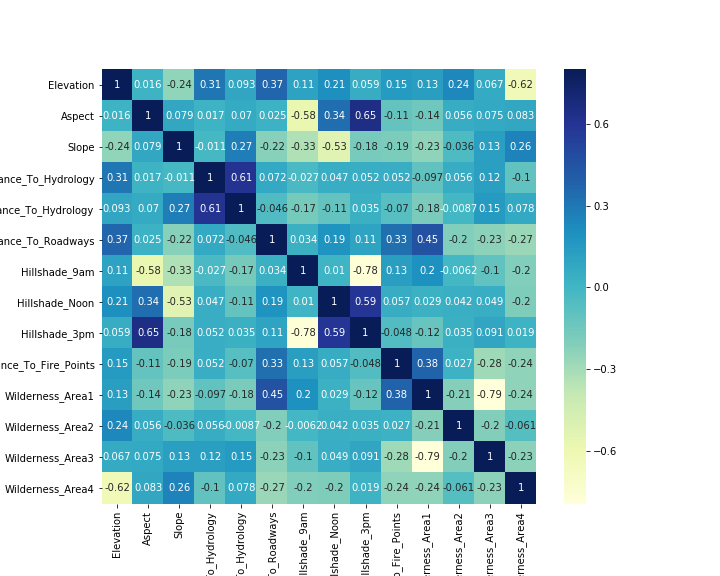 Elevation 1 0.016 -0.24 0.31 0.093 0.37 0.11 0.21 0.059 0.15 0.13 0.24 0.067 -0.62
Aspect 0.016 1 0.079 0.017 0.07 0.025 -0.58 0.34 0.65 -0.11 -0.14 0.056 0.075 0.083
Slope -0.24 0.079 1 -0.011 0.27 -0.22 -0.33 -0.53 -0.18 -0.19 -0.23 -0.036 0.13 0.26
ance_To_Hydrology 0.31 0.017 -0.011 1 0.61 0.072 -0.027 0.047 0.052 0.052 -0.097 0.056 0.12 -0.1
ance_To_Hydrology 0.093 0.07 0.27 0.61 1 -0.046 -0.17 -0.11 0.035 -0.07 -0.18 -0.0087 0.15 0.078
ance_To_Roadways 0.37 0.025 -0.22 0.072 -0.046 1 0.034 0.19 0.11 0.33 0.45 -0.2 -0.23 -0.27
Hillshade_9am 0.11 -0.58 -0.33 -0.027 -0.17 0.034 1 0.01 -0.78 0.13 0.2 -0.0062 -0.1 -0.2
Hillshade_Noon 0.21 0.34 -0.53 0.047 -0.11 0.19 0.01 1 0.59 0.057 0.029 0.042 0.049 -0.2
Hillshade_3pm 0.059 0.65 -0.18 0.052 0.035 0.11 -0.78 0.59 1 -0.048 -0.12 0.035 0.091 0.019
nce_To_Fire_Points 0.15 -0.11 -0.19 0.052 -0.07 0.33 0.13 0.057 -0.048 1 0.38 0.027 -0.28 -0.24
Wilderness_Area1 0.13 -0.14 -0.23 -0.097 -0.18 0.45 0.2 0.029 -0.12 0.38 1 -0.21 -0.79 -0.24
Wilderness_Area2 0.24 0.056 -0.036 0.056 -0.0087 -0.2 -0.0062 0.042 0.035 0.027 -0.21 1 -0.2 -0.061
Wilderness_Area3 0.067 0.075 0.13 0.12 0.15 -0.23 -0.1 0.049 0.091 -0.28 -0.79 -0.2 1 -0.23
Wilderness_Area4 -0.62 0.083 0.26 -0.1 0.078 -0.27 -0.2 -0.2 0.019 -0.24 -0.24 -0.061 -0.23 1
Elevation
Aspect
Slope
o_Hydrology
o_Hydrology
o_Roadways
llshade_9am
llshade_Noon
llshade_3pm
o_Fire_Points
erness_Area1
erness_Area2
erness_Area3
erness_Area4
0.6
0.3
0.0
−0.3
−0.6